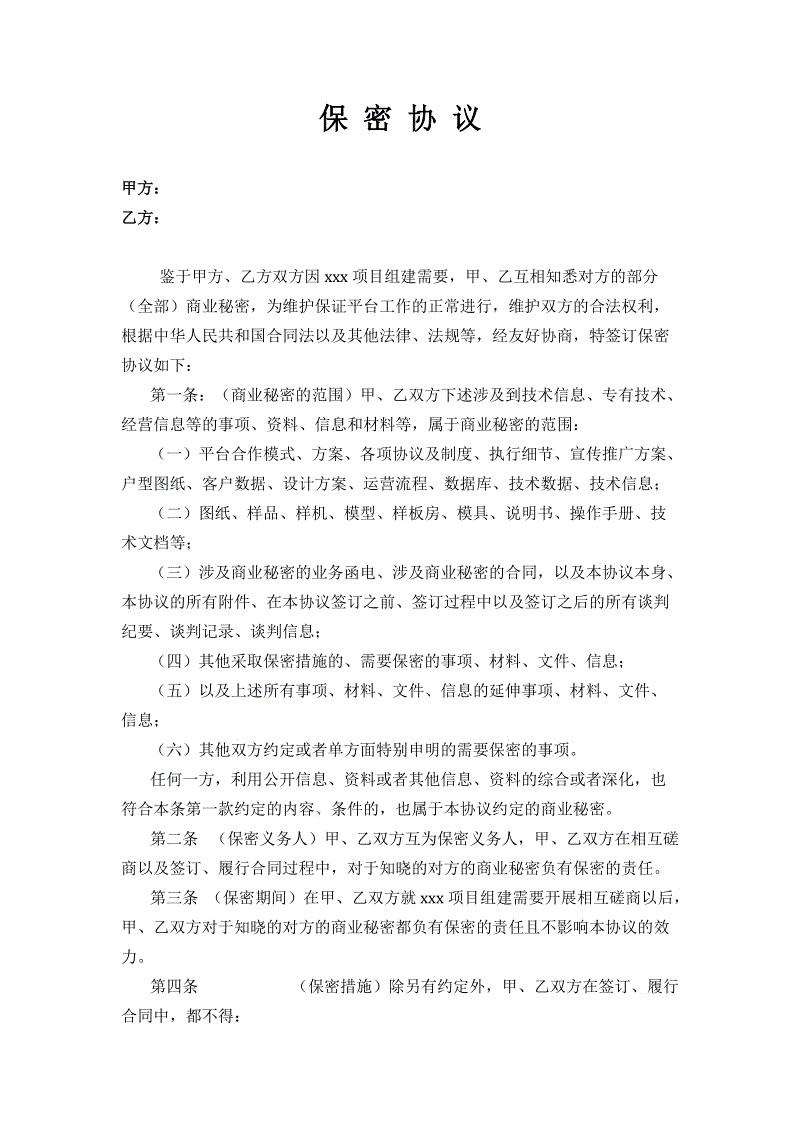 保 密 协 议
甲方：
乙方：
鉴于甲方、乙方双方因 xxx 项目组建需要，甲、乙互相知悉对方的部分
（全部）商业秘密，为维护保证平台工作的正常进行，维护双方的合法权利，
根据中华人民共和国合同法以及其他法律、法规等，经友好协商，特签订保密
协议如下：
第一条：（商业秘密的范围）甲、乙双方下述涉及到技术信息、专有技术、
经营信息等的事项、资料、信息和材料等，属于商业秘密的范围：
（一）平台合作模式、方案、各项协议及制度、执行细节、宣传推广方案、
户型图纸、客户数据、设计方案、运营流程、数据库、技术数据、技术信息；
（二）图纸、样品、样机、模型、样板房、模具、说明书、操作手册、技
术文档等；
（三）涉及商业秘密的业务函电、涉及商业秘密的合同，以及本协议本身、
本协议的所有附件、在本协议签订之前、签订过程中以及签订之后的所有谈判
纪要、谈判记录、谈判信息；
（四）其他采取保密措施的、需要保密的事项、材料、文件、信息；
（五）以及上述所有事项、材料、文件、信息的延伸事项、材料、文件、
信息；
（六）其他双方约定或者单方面特别申明的需要保密的事项。
任何一方，利用公开信息、资料或者其他信息、资料的综合或者深化，也
符合本条第一款约定的内容、条件的，也属于本协议约定的商业秘密。
第二条 （保密义务人）甲、乙双方互为保密义务人，甲、乙双方在相互磋
商以及签订、履行合同过程中，对于知晓的对方的商业秘密负有保密的责任。
第三条 （保密期间）在甲、乙双方就 xxx 项目组建需要开展相互磋商以后，
甲、乙双方对于知晓的对方的商业秘密都负有保密的责任且不影响本协议的效
力。
第四条 （保密措施）除另有约定外，甲、乙双方在签订、履行
合同中，都不得：